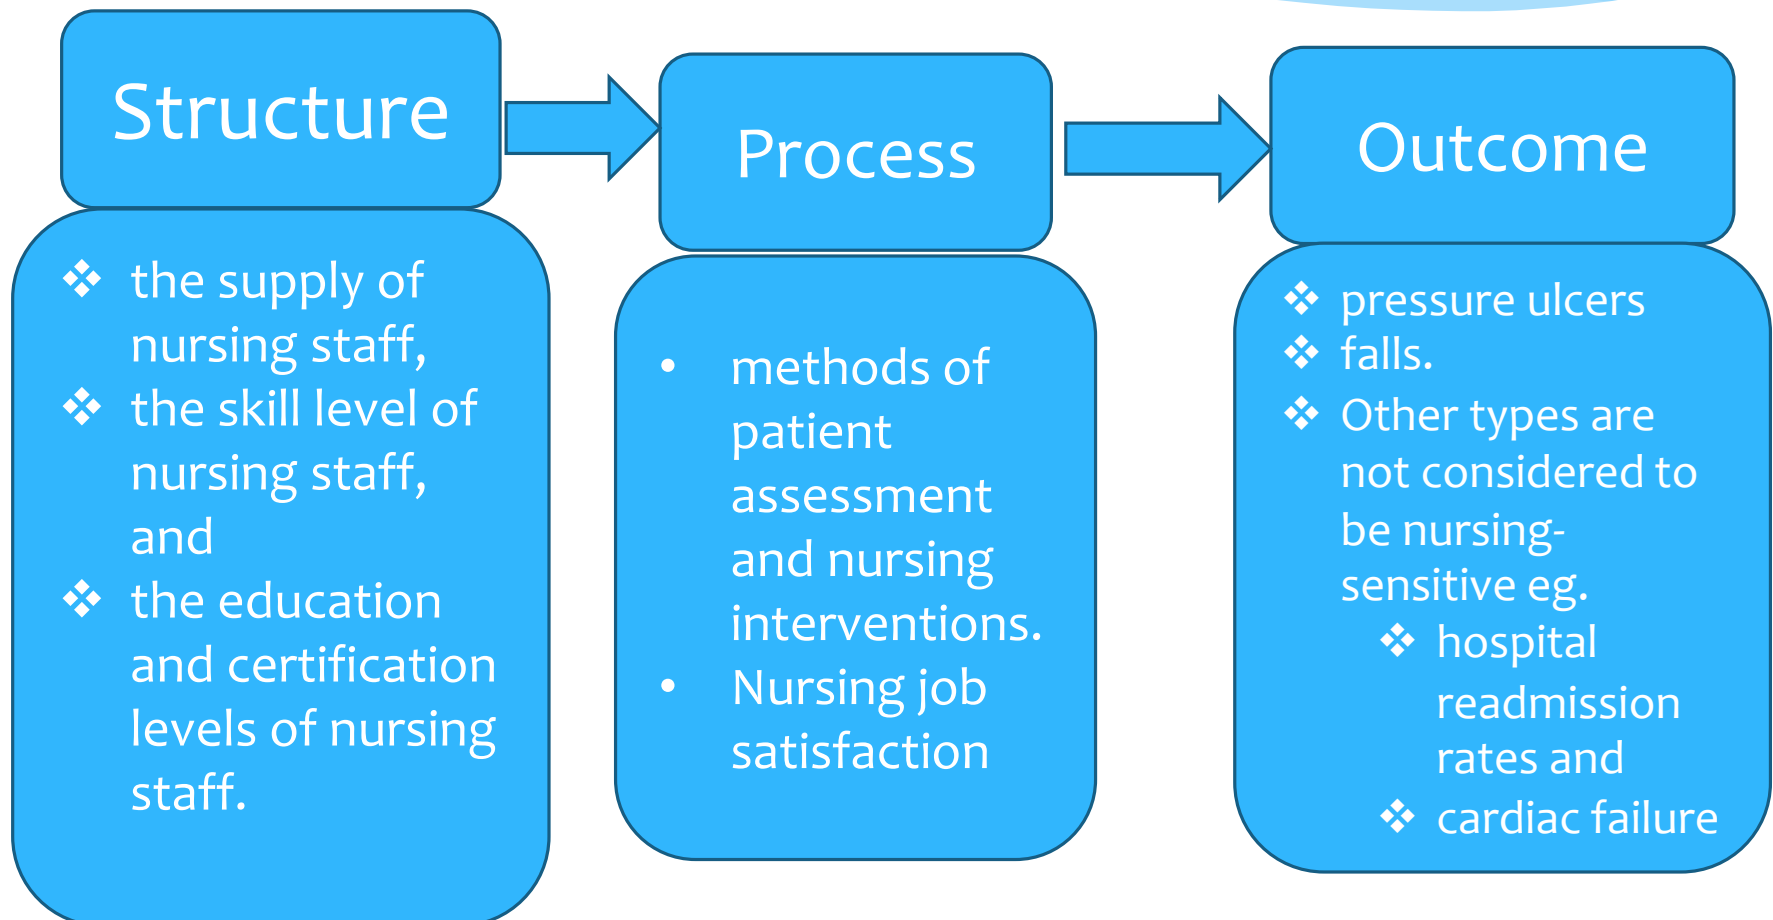 Structure
the supply of
nursing staff,
the skill level of
nursing staff,
and
the education
and certification
levels of nursing
staff.
Process
methods of
patient
assessment
and nursing
interventions.
Nursing job
satisfaction
Outcome
pressure ulcers
falls.
Other types are
not considered to
be nursing-
sensitive eg.
hospital
readmission
rates and
cardiac failure